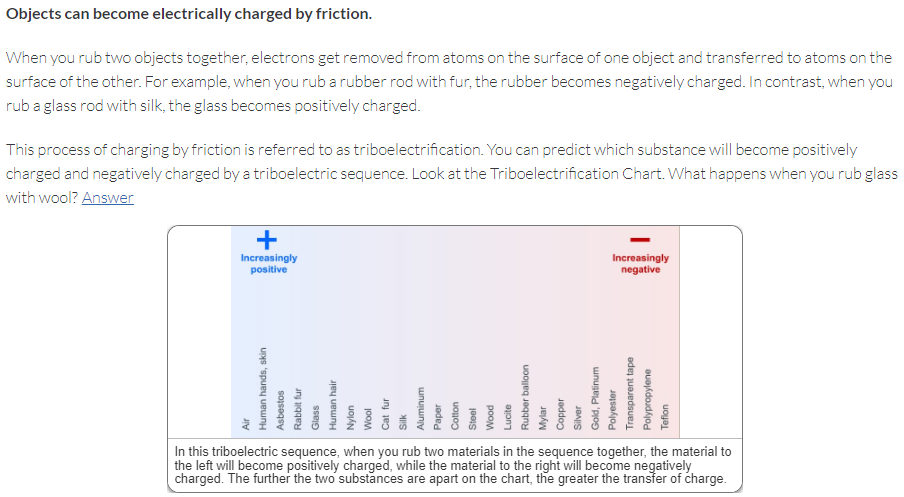 Objects can become electrically charged by friction.
When you rub two objects together, electrons get removed from atoms on the surface of one object and transferred to atoms on the
surface of the other. For example, when you rub a rubber rod with fur, the rubber becomes negatively charged. In contrast, when you
rub a glass rod with silk, the glass becomes positively charged.
This process of charging by friction is referred to as triboelectrification. You can predict which substance will become positively
charged and negatively charged by a triboelectric sequence. Look at the Triboelectrification Chart. What happens when you rub glass
with wool? Answer
+
Increasingly
positive
−
Increasingly
negative
Air
Human hands, skin
Asbestos
Rabbit fur
Glass
Human hair
Nylon
Wool
Cat fur
Silk
Aluminum
Paper
Cotton
Steel
Wood
Lucite
Rubber balloon
Mylar
Copper
Silver
Gold, Platinum
Polyester
Transparent tape
Polypropylene
Teflon
In this triboelectric sequence, when you rub two materials in the sequence together, the material to
the left will become positively charged, while the material to the right will become negatively
charged. The further the two substances are apart on the chart, the greater the transfer of charge.